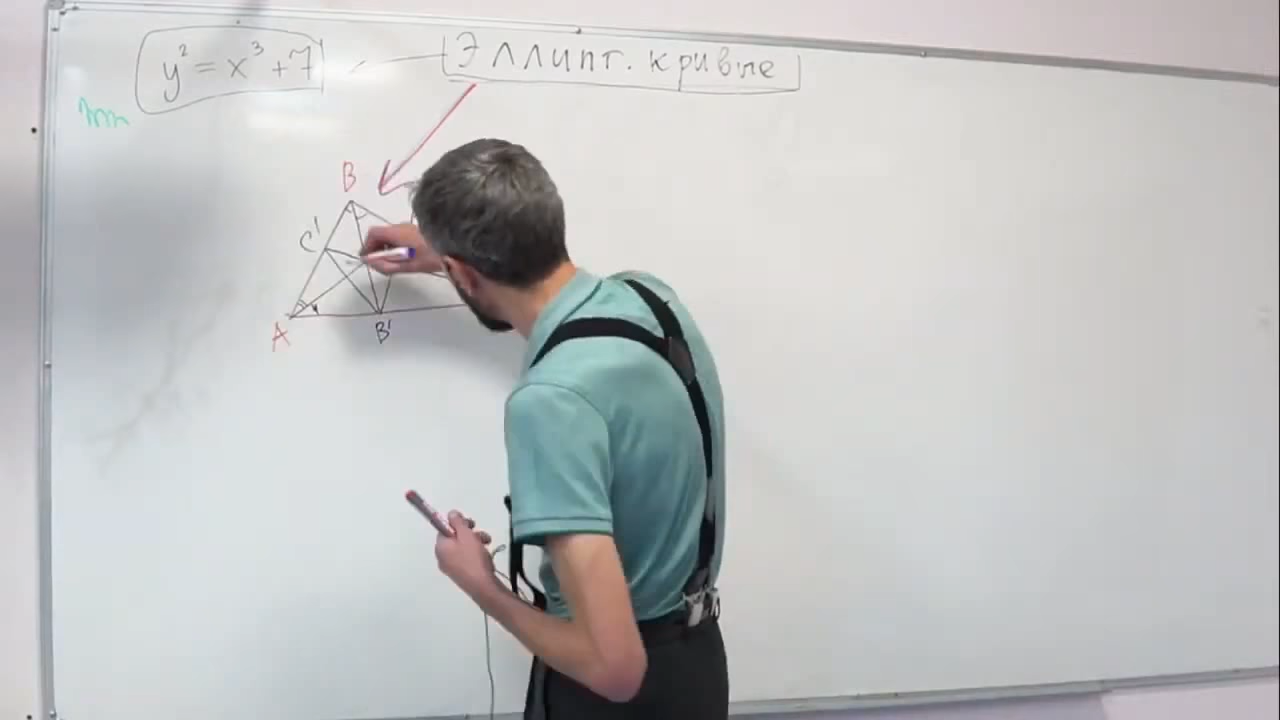 y² = x³ + 7
Эллипт. кривые
B
C'
A
B'